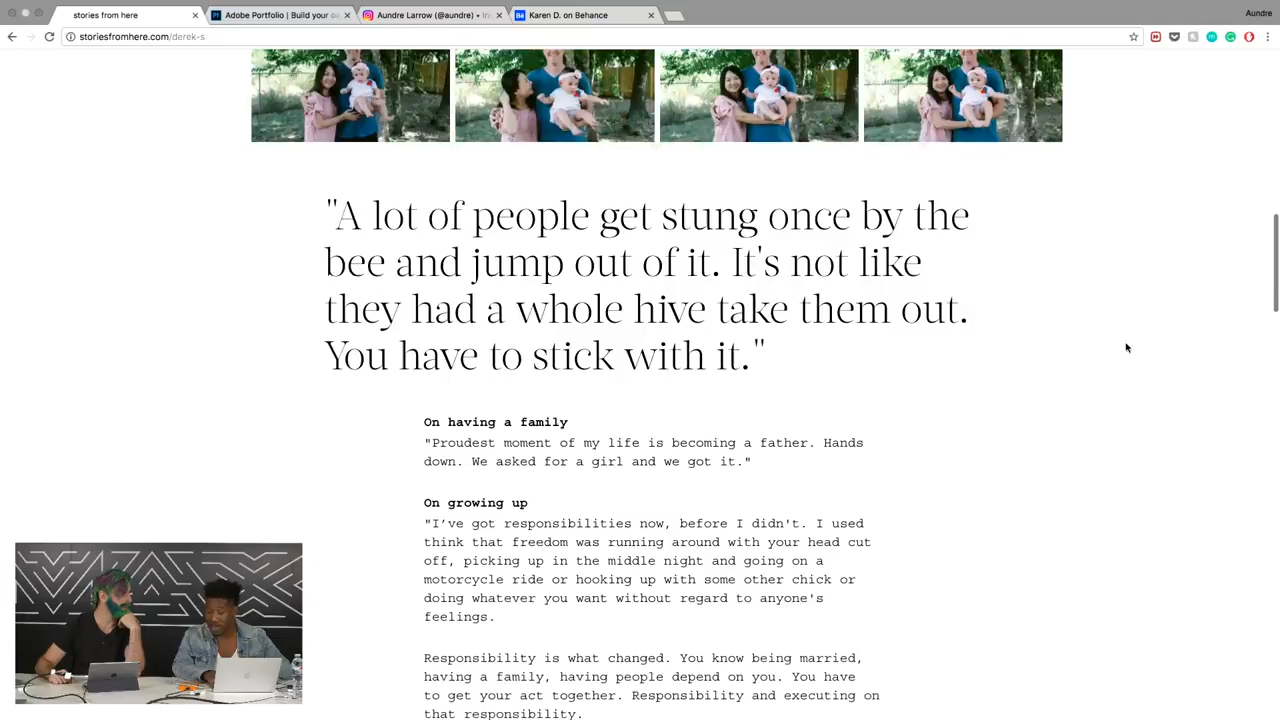 stories from here
Adobe Portfolio | Build your ow
Aundre Larrow (@aundre) • Ins
Karen D. on Behance
Aundre
storiesfromhere.com/derek-s
"A lot of people get stung once by the
bee and jump out of it. It's not like
they had a whole hive take them out.
You have to stick with it."
On having a family
"Proudest moment of my life is becoming a father. Hands
down. We asked for a girl and we got it."
On growing up
"I’ve got responsibilities now, before I didn't. I used
think that freedom was running around with your head cut
off, picking up in the middle night and going on a
motorcycle ride or hooking up with some other chick or
doing whatever you want without regard to anyone's
feelings.
Responsibility is what changed. You know being married,
having a family, having people depend on you. You have
to get your act together. Responsibility and executing on
that responsibility.